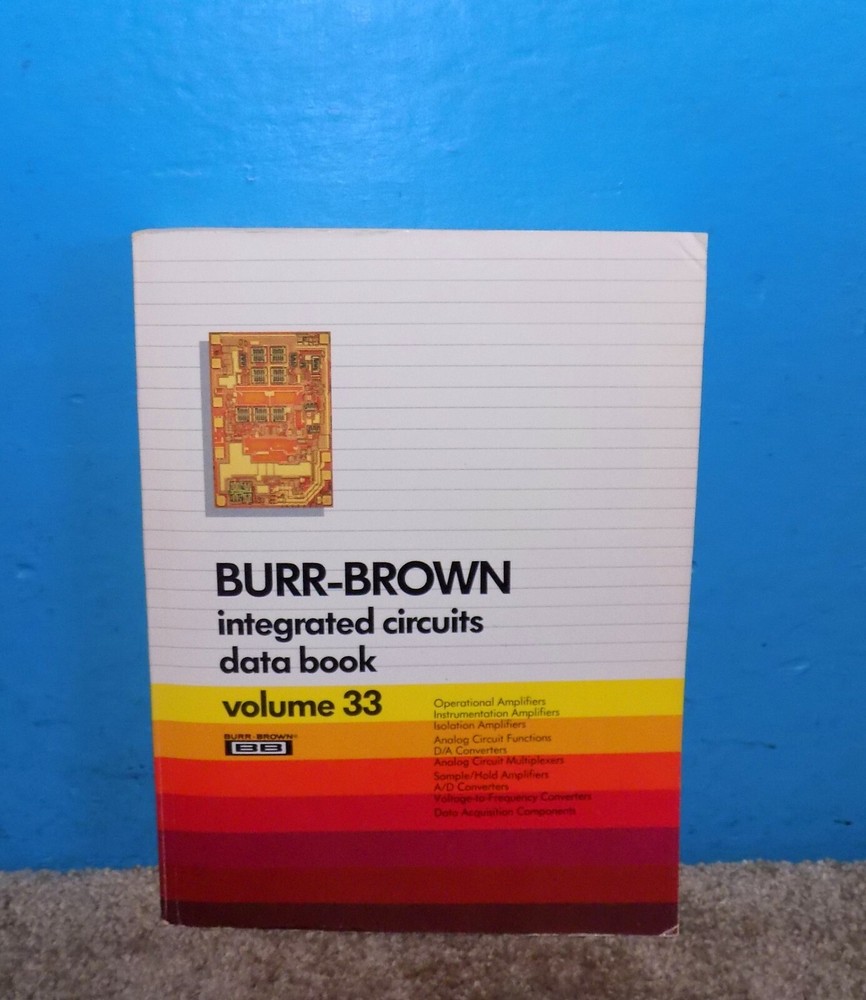 BURR-BROWN
integrated circuits
data book
volume 33
BURR-BROWN®
BB
Operational Amplifiers
Instrumentation Amplifiers
Isolation Amplifiers
Analog Circuit Functions
D/A Converters
Analog Circuit Multiplexers
Sample/Hold Amplifiers
A/D Converters
Voltage-to-Frequency Converters
Data Acquisition Components